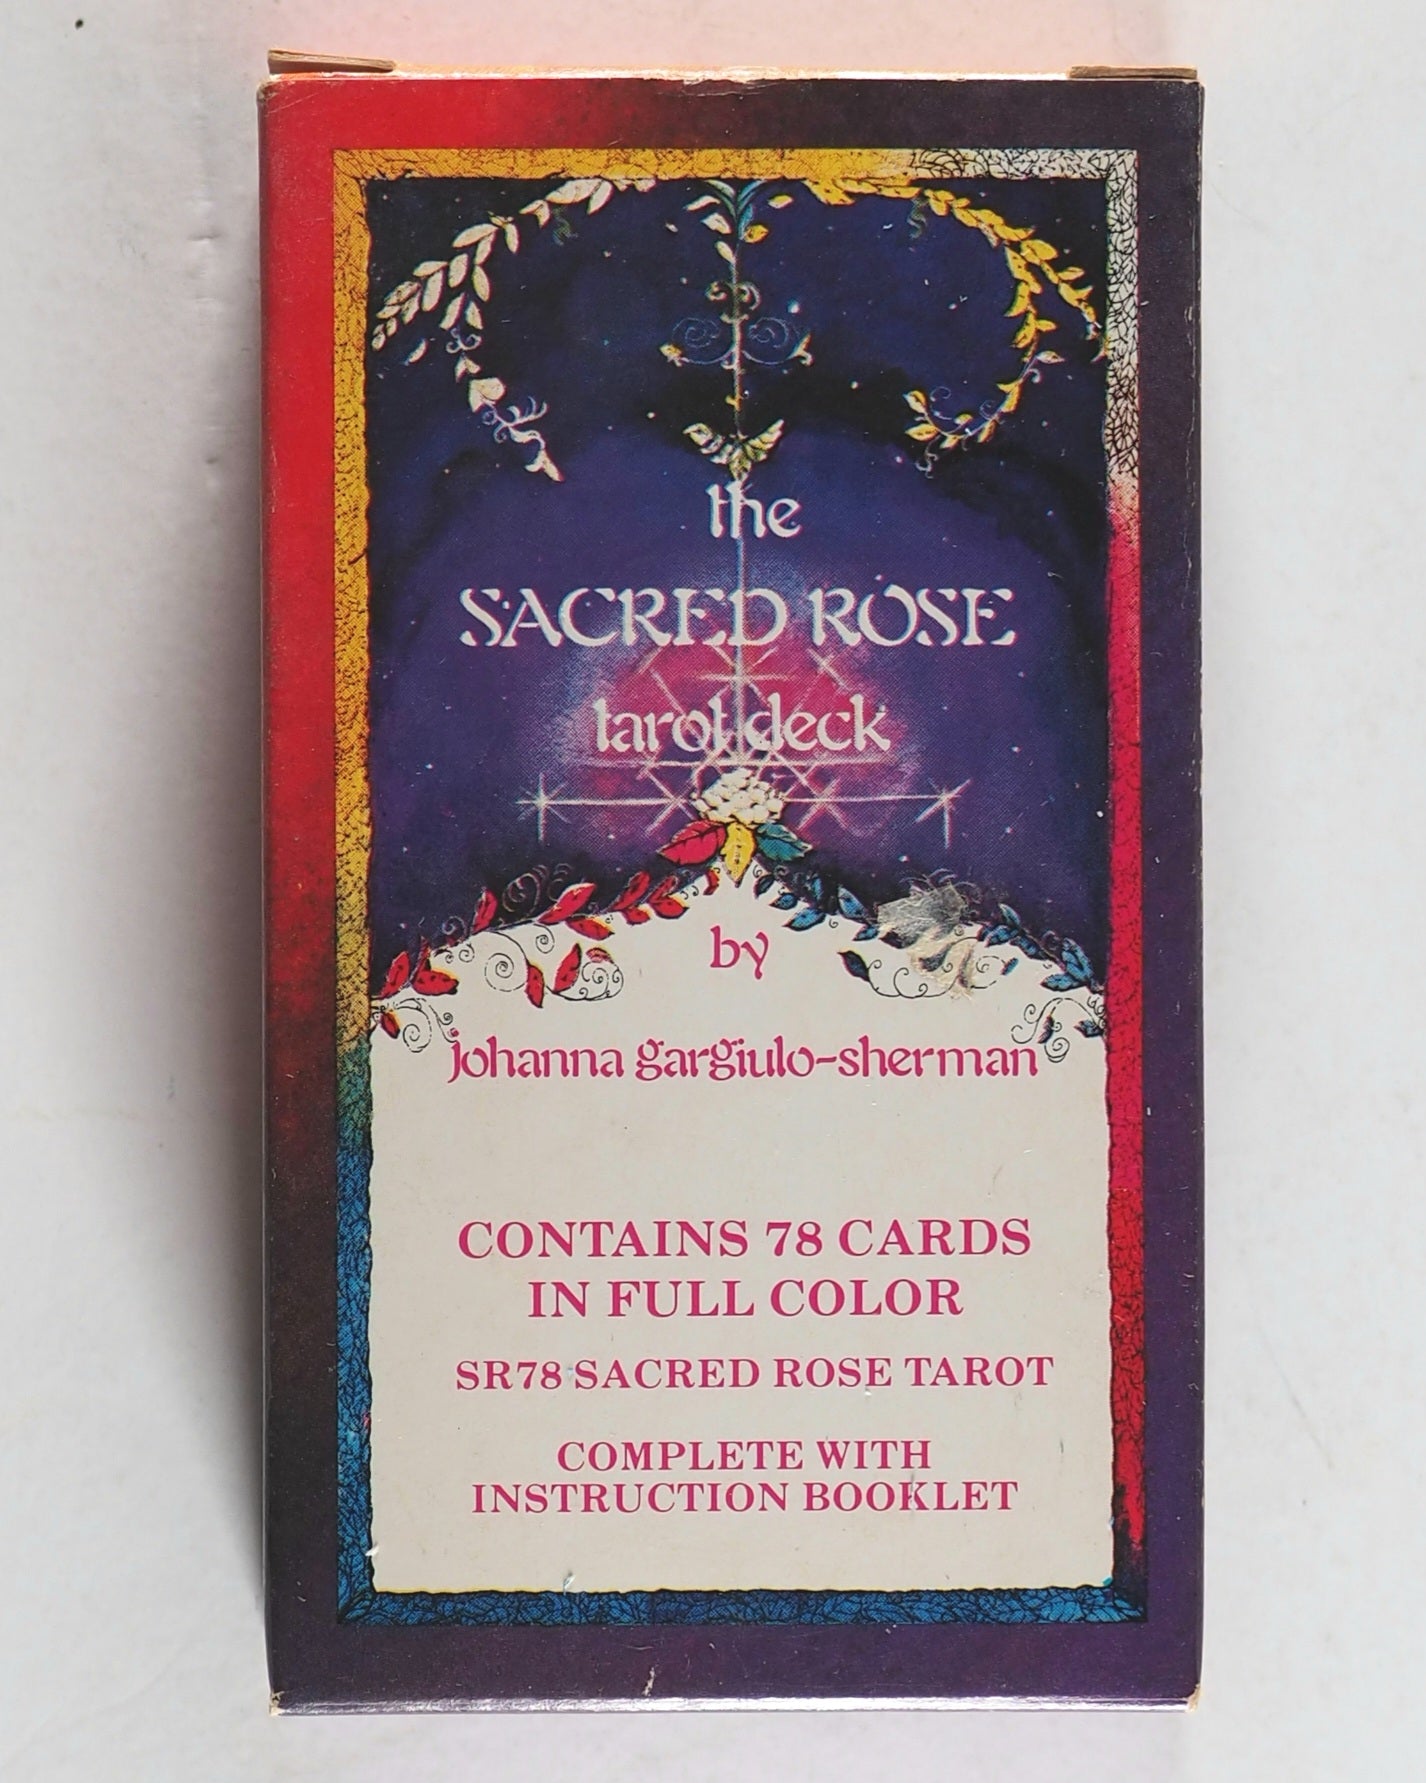 the
SACRED ROSE
tarot deck
by
johanna gargiulo-sherman
CONTAINS 78 CARDS
IN FULL COLOR
SR78 SACRED ROSE TAROT
COMPLETE WITH
INSTRUCTION BOOKLET